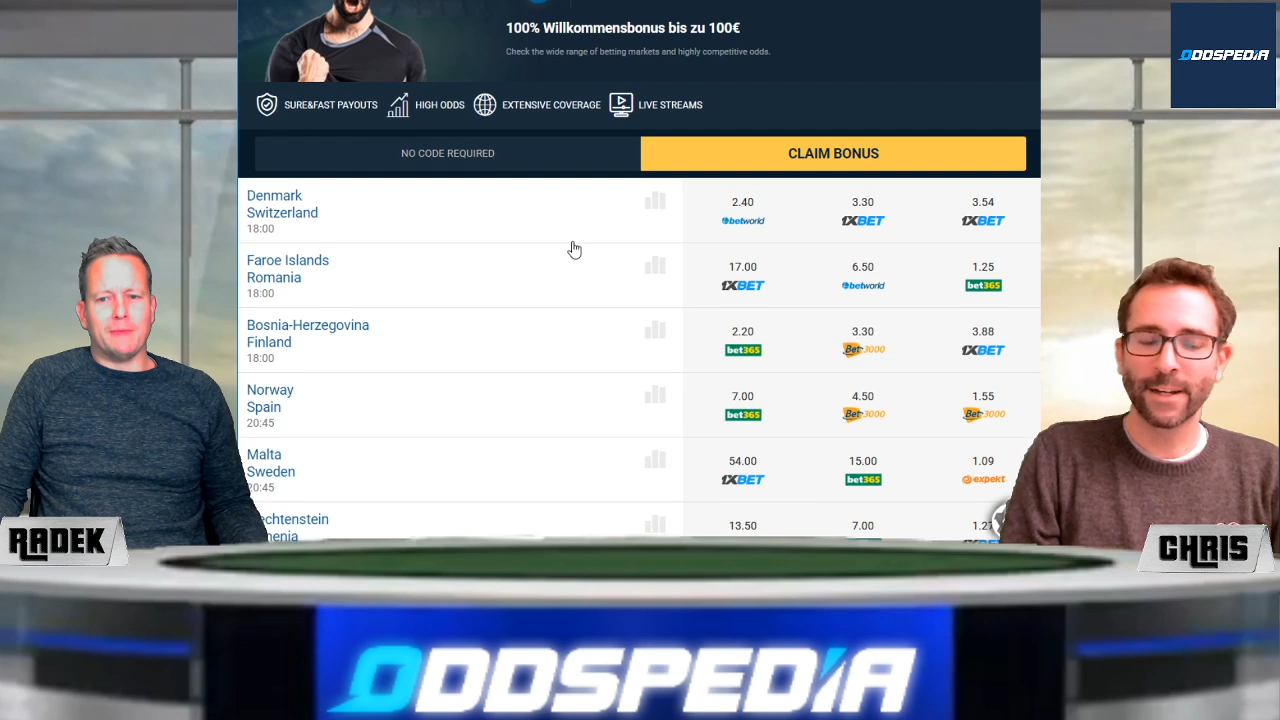 100% Willkommensbonus bis zu 100€
Check the wide range of betting markets and highly competitive odds.
ODDSPEDIA
SURE&FAST PAYOUTS
HIGH ODDS
EXTENSIVE COVERAGE
LIVE STREAMS
NO CODE REQUIRED
CLAIM BONUS
Denmark
Switzerland
18:00
2.40
3.30
3.54
betworld
1XBET
1XBET
Faroe Islands
Romania
18:00
17.00
6.50
1.25
1XBET
betworld
bet365
Bosnia-Herzegovina
Finland
18:00
2.20
3.30
3.88
bet365
Bet3000
1XBET
Norway
Spain
20:45
7.00
4.50
1.55
bet365
Bet3000
Bet3000
Malta
Sweden
20:45
54.00
15.00
1.09
1XBET
bet365
expekt
13.50
7.00
RADEK
CHRIS
ODDSPEDIA